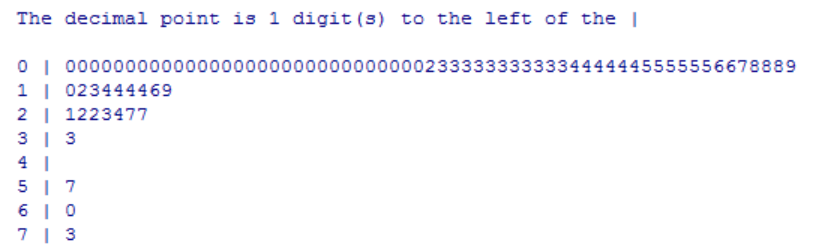 The decimal point is 1 digit(s) to the left of the |
0 | 0000000000000000000000000000002333333333334444445555556678889
1 | 023444469
2 | 1223477
3 | 3
4 |
5 | 7
6 | 0
7 | 3